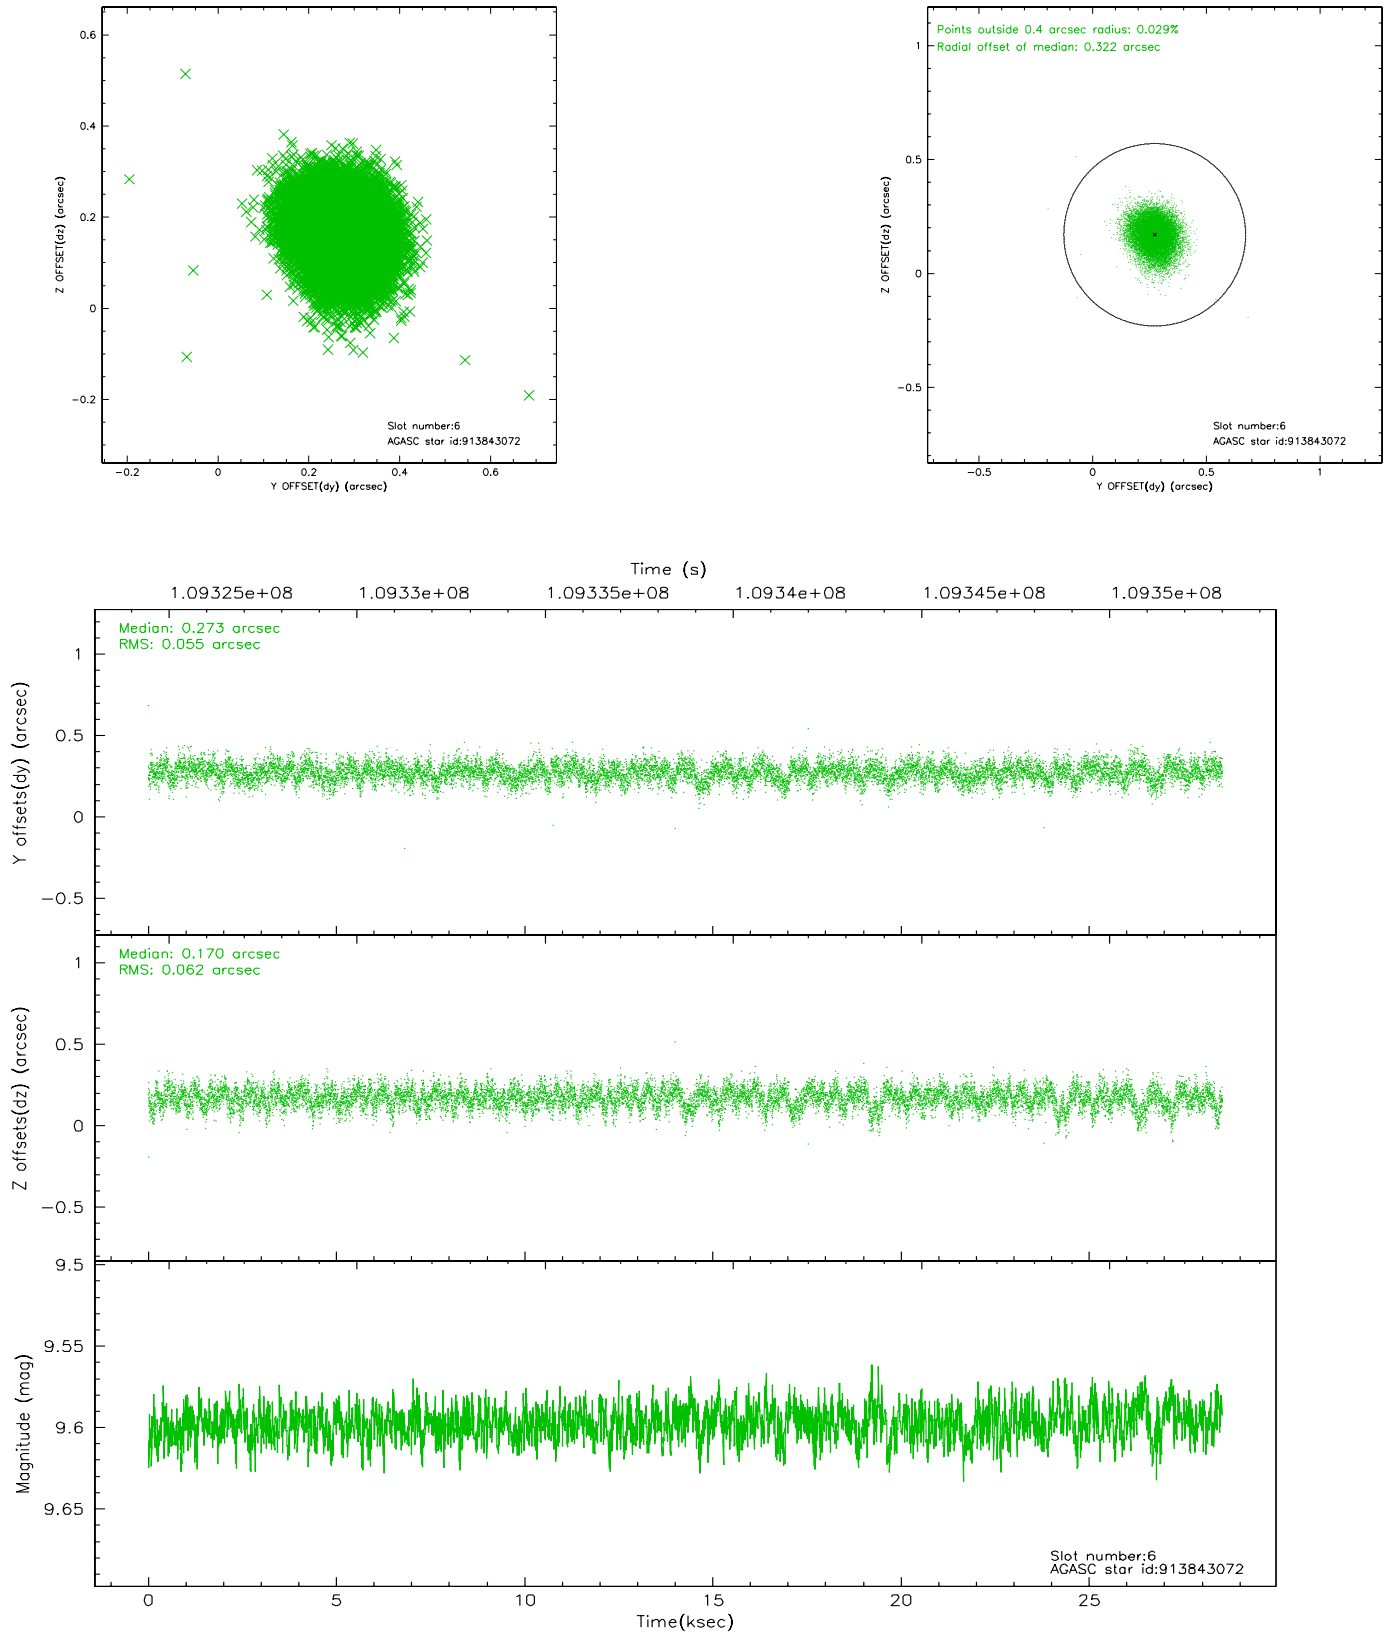 0.6
0.4
0.2
0
−0.2
Z OFFSET(dz) (arcsec)
Slot number:6
AGASC star id:913843072
−0.2 0 0.2 0.4 0.6
Y OFFSET(dy) (arcsec)
Points outside 0.4 arcsec radius: 0.029%
Radial offset of median: 0.322 arcsec
1
0.5
0
−0.5
Z OFFSET(dz) (arcsec)
Slot number:6
AGASC star id:913843072
−0.5 0 0.5 1
Y OFFSET(dy) (arcsec)
Time (s)
1.09325e+08 1.0933e+08 1.09335e+08 1.0934e+08 1.09345e+08 1.0935e+08
Median: 0.273 arcsec
RMS: 0.055 arcsec
1
0.5
0
−0.5
Y offsets(dy) (arcsec)
Median: 0.170 arcsec
RMS: 0.062 arcsec
1
0.5
0
−0.5
Z offsets(dz) (arcsec)
9.5
9.55
9.6
9.65
Magnitude (mag)
Slot number:6
AGASC star id:913843072
0 5 10 15 20 25
Time(ksec)